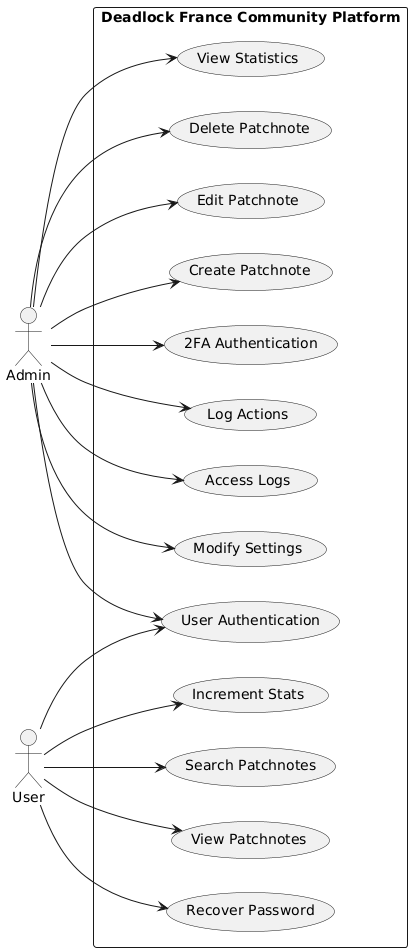 Deadlock France Community Platform
View Statistics
Delete Patchnote
Edit Patchnote
Create Patchnote
2FA Authentication
Admin
Log Actions
Access Logs
Modify Settings
User Authentication
Increment Stats
Search Patchnotes
User
View Patchnotes
Recover Password